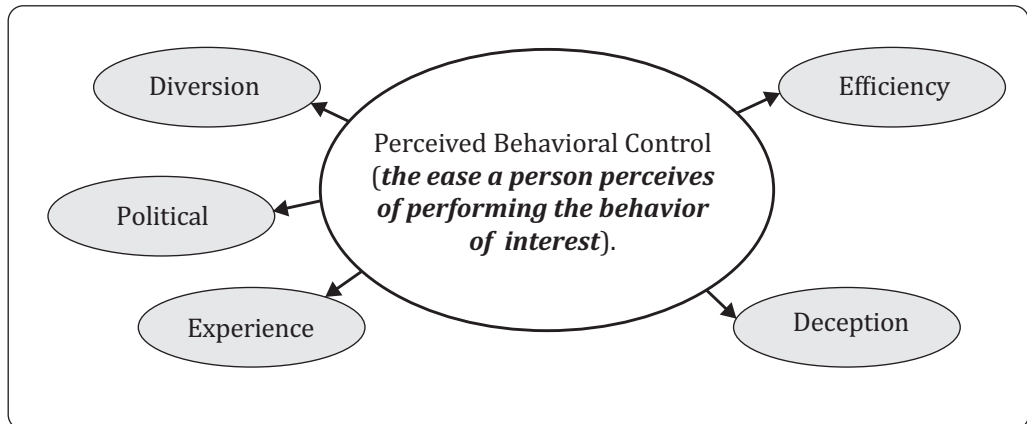 Diversion
Efficiency
Perceived Behavioral Control
(the ease a person perceives
of performing the behavior
of interest).
Political
Experience
Deception